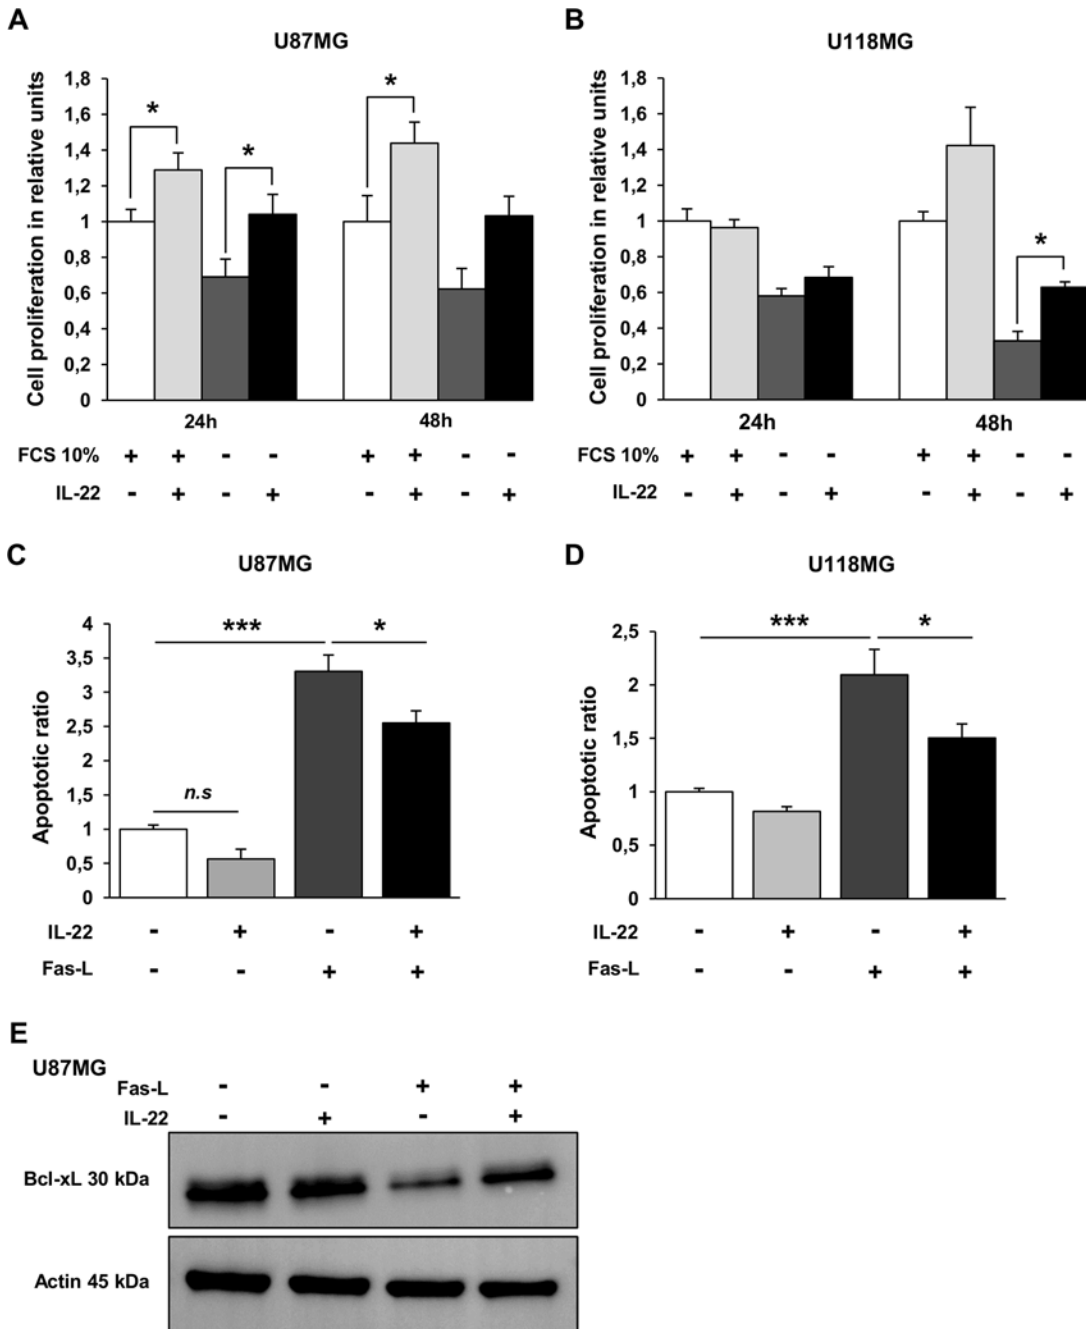 A
U87MG
Cell proliferation in relative units
1,8
1,6
1,4
1,2
1
0,8
0,6
0,4
0,2
0
* * *
24h 48h
FCS 10% + + - - + + - -
IL-22 - + - + - + - +
B
U118MG
Cell proliferation in relative units
1,8
1,6
1,4
1,2
1
0,8
0,6
0,4
0,2
0
*
24h 48h
FCS 10% + + - - + + - -
IL-22 - + - + - + - +
C
U87MG
Apoptotic ratio
4
3,5
3
2,5
2
1,5
1
0,5
0
*** *
n.s
IL-22 - + - +
Fas-L - - + +
D
U118MG
Apoptotic ratio
2,5
2
1,5
1
0,5
0
*** *
IL-22 - + - +
Fas-L - - + +
E
U87MG
Fas-L - - + +
IL-22 - + - +
Bcl-xL 30 kDa
Actin 45 kDa